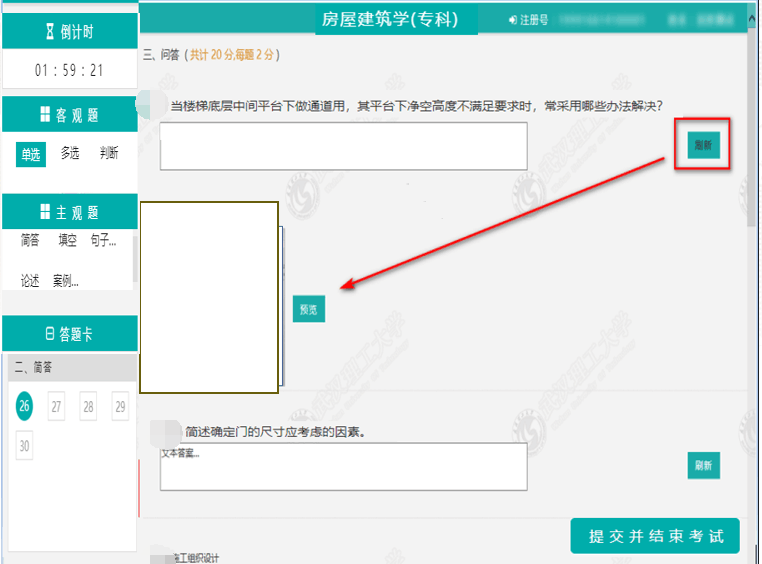 房屋建筑学(专科)
注册号
倒计时
01 : 59 : 21
客 观 题
单选 多选 判断
主 观 题
简答 填空 句子...
论述 案例...
答题卡
二、简答
26 27 28 29
30
三、问答 (共计 20 分,每题 2 分)
当楼梯底层中间平台下做通道用，其平台下净空高度不满足要求时，常采用哪些办法解决?
刷新
预览
简述确定门的尺寸应考虑的因素。
文本答案...
刷新
施工组织设计
提交并结束考试